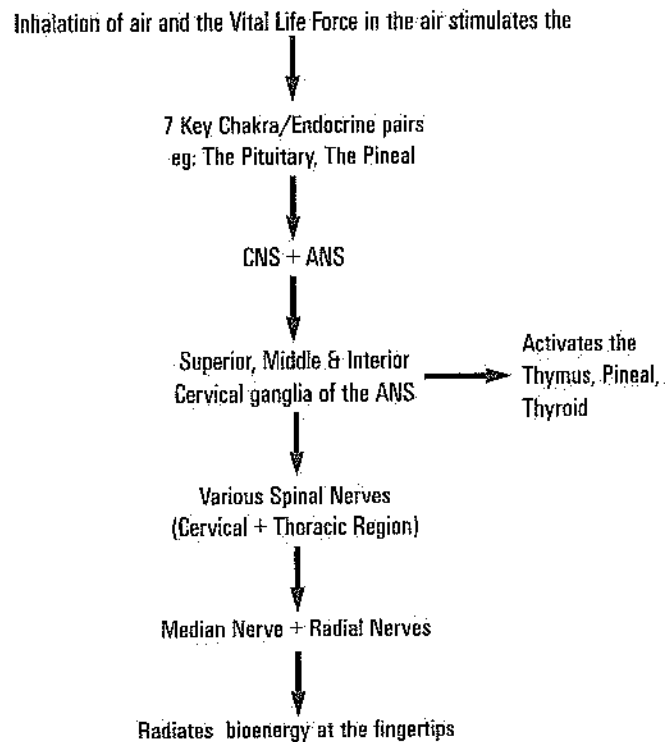 Inhalation of air and the Vital Life Force in the air stimulates the
7 Key Chakra/Endocrine pairs
eg: The Pituitary, The Pineal
CNS + ANS
Superior, Middle & Interior
Cervical ganglia of the ANS
Activates the
Thymus, Pineal,
Thyroid
Various Spinal Nerves
(Cervical + Thoracic Region)
Median Nerve + Radial Nerves
Radiates bioenergy at the fingertips